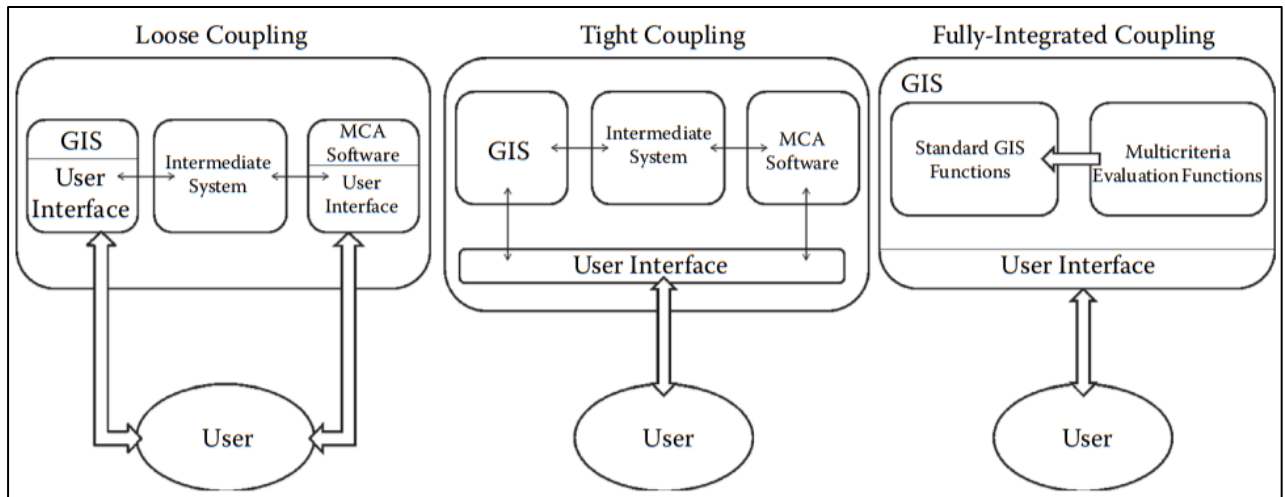 Loose Coupling
GIS
User
Interface
Intermediate
System
MCA
Software
User
Interface
User
Tight Coupling
GIS
Intermediate
System
MCA
Software
User Interface
User
Fully-Integrated Coupling
GIS
Standard GIS
Functions
Multicriteria
Evaluation Functions
User Interface
User